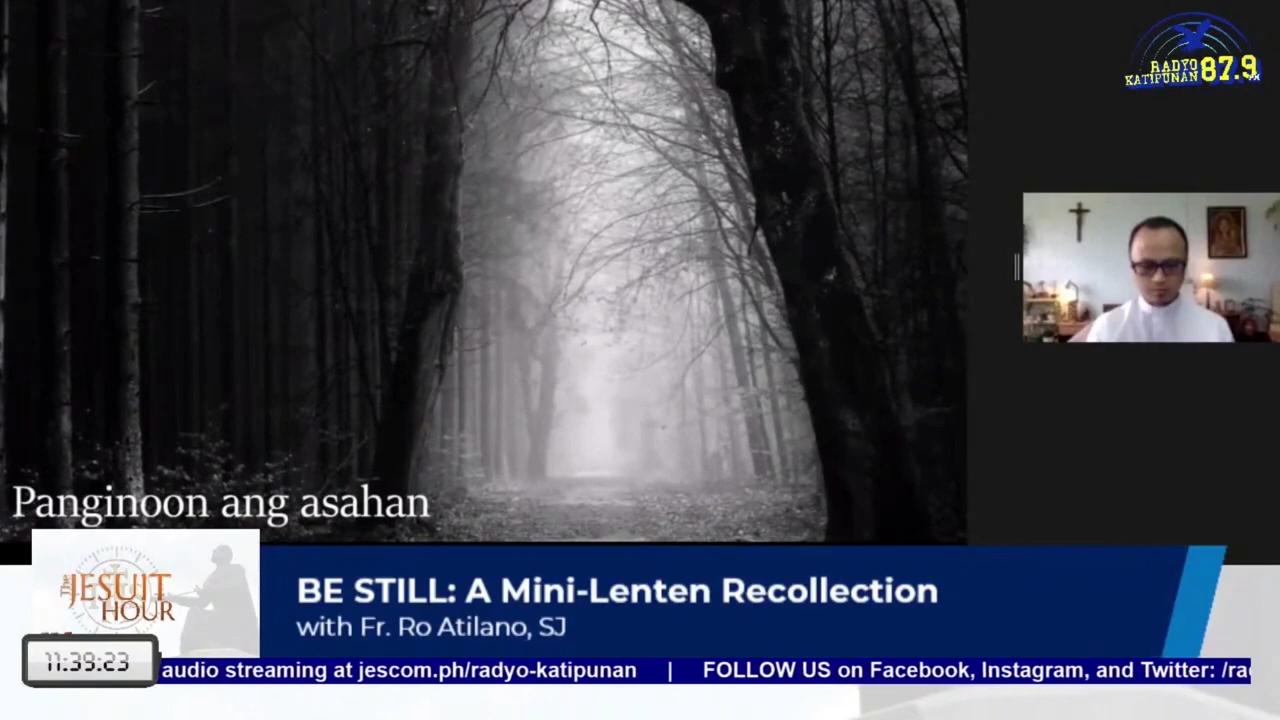 RADYO
KATIPUNAN 87.9
Panginoon ang asahan
The
JESUIT
HOUR
BE STILL: A Mini-Lenten Recollection
with Fr. Ro Atilano, SJ
11:39:23
audio streaming at jescom.ph/radyo-katipunan | FOLLOW US on Facebook, Instagram, and Twitter: /ra